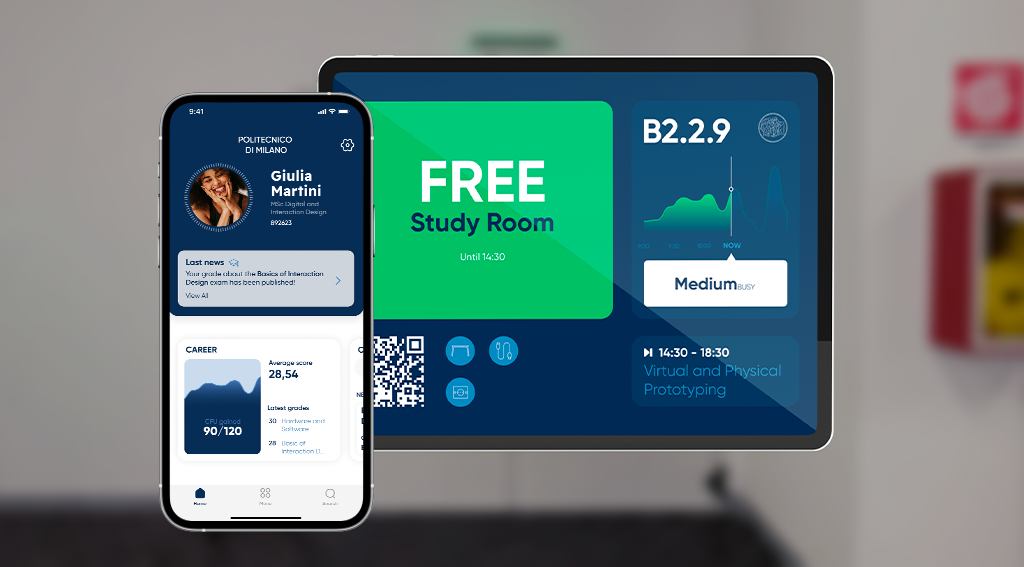 9:41
POLITECNICO
DI MILANO
Giulia
Martini
MSc Digital and
Interaction Design
892623
Last news
Your grade about the Basics of Interaction
Design exam has been published!
View All
CAREER
Average score
28,54
CFU gained
90/120
Latest grades
30 Hardware and
Software
28 Basic of
Interaction D...
Home
Menu
Search
FREE
Study Room
Until 14:30
B2.2.9
NOW
Medium BUSY
14:30 - 18:30
Virtual and Physical
Prototyping